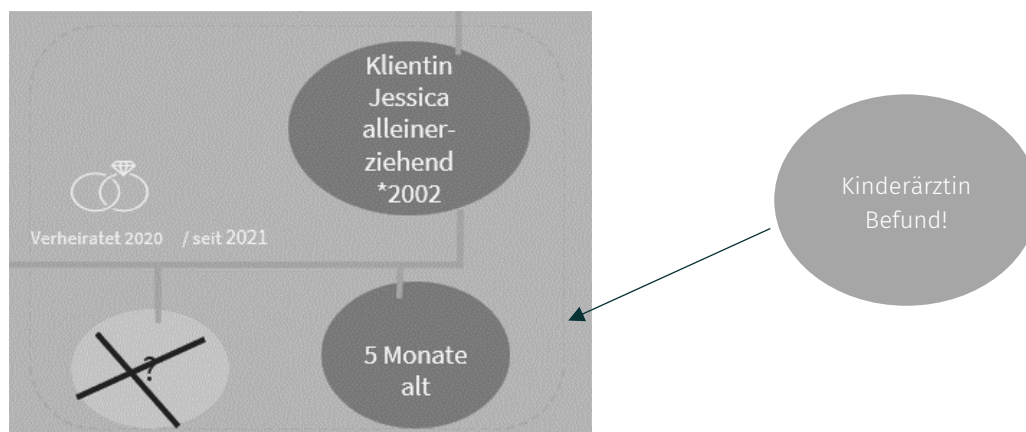 Klientin
Jessica
alleiner-
ziehend
*2002
Kinderärztin
Befund!
Verheiratet 2020 / seit 2021
?
5 Monate
alt